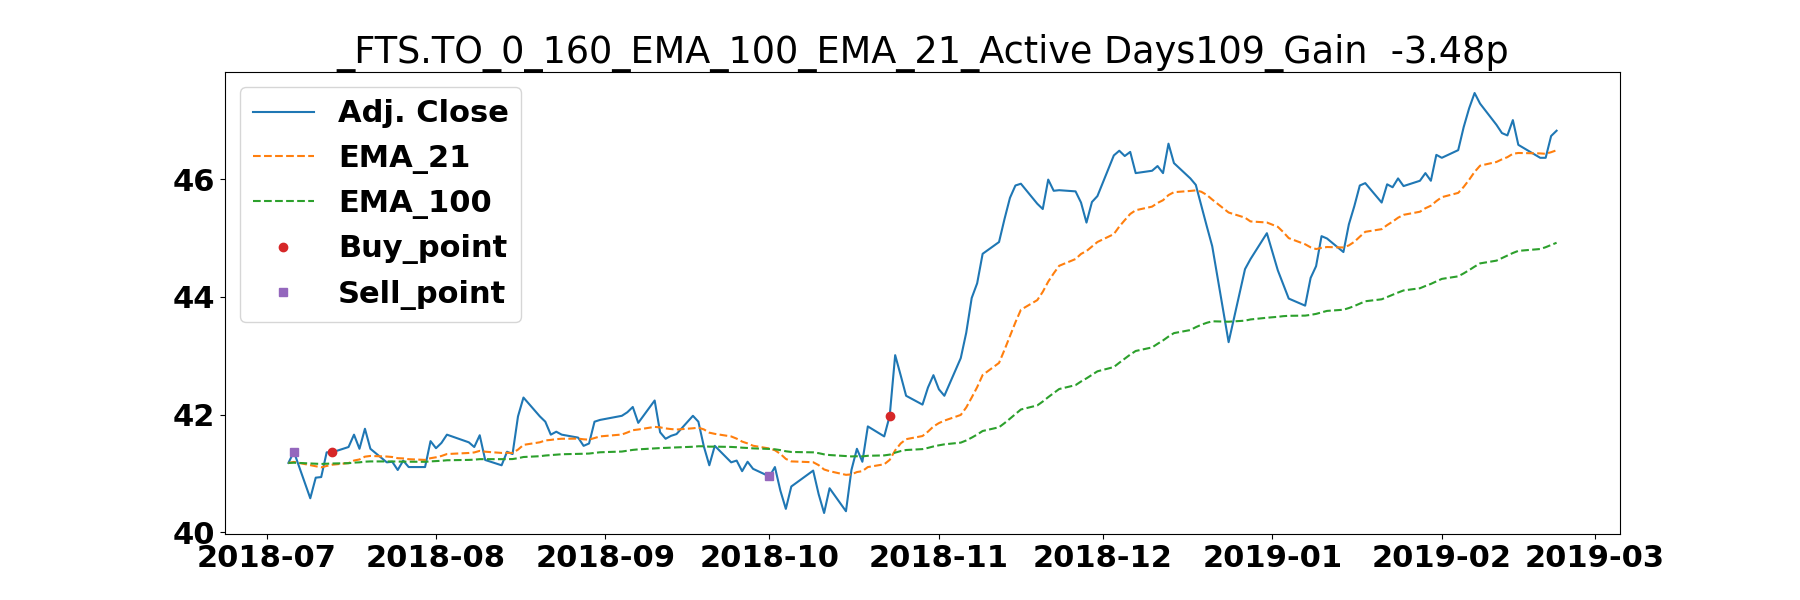 _FTS.TO_0_160_EMA_100_EMA_21_Active Days109_Gain  -3.48p
Adj. Close
EMA_21
EMA_100
Buy_point
Sell_point
46
44
42
40
2018-07 2018-08 2018-09 2018-10 2018-11 2018-12 2019-01 2019-02 2019-03